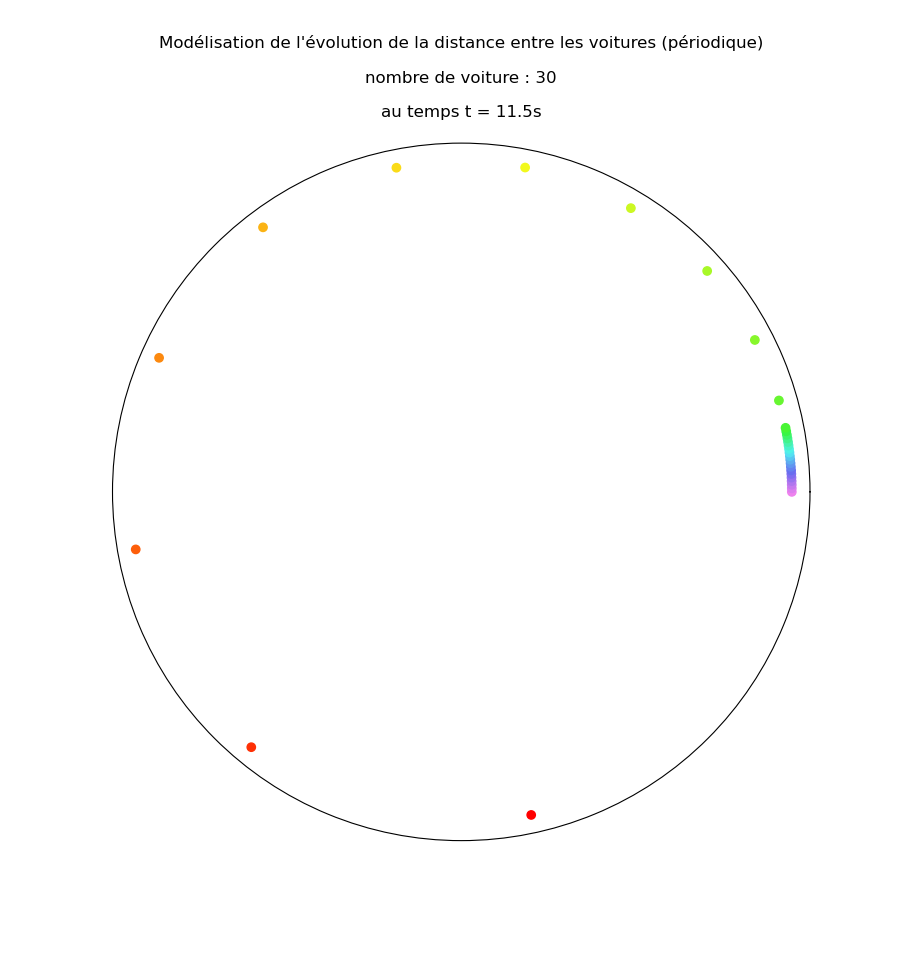 Modélisation de l'évolution de la distance entre les voitures (périodique)
nombre de voiture : 30
au temps t = 11.5s